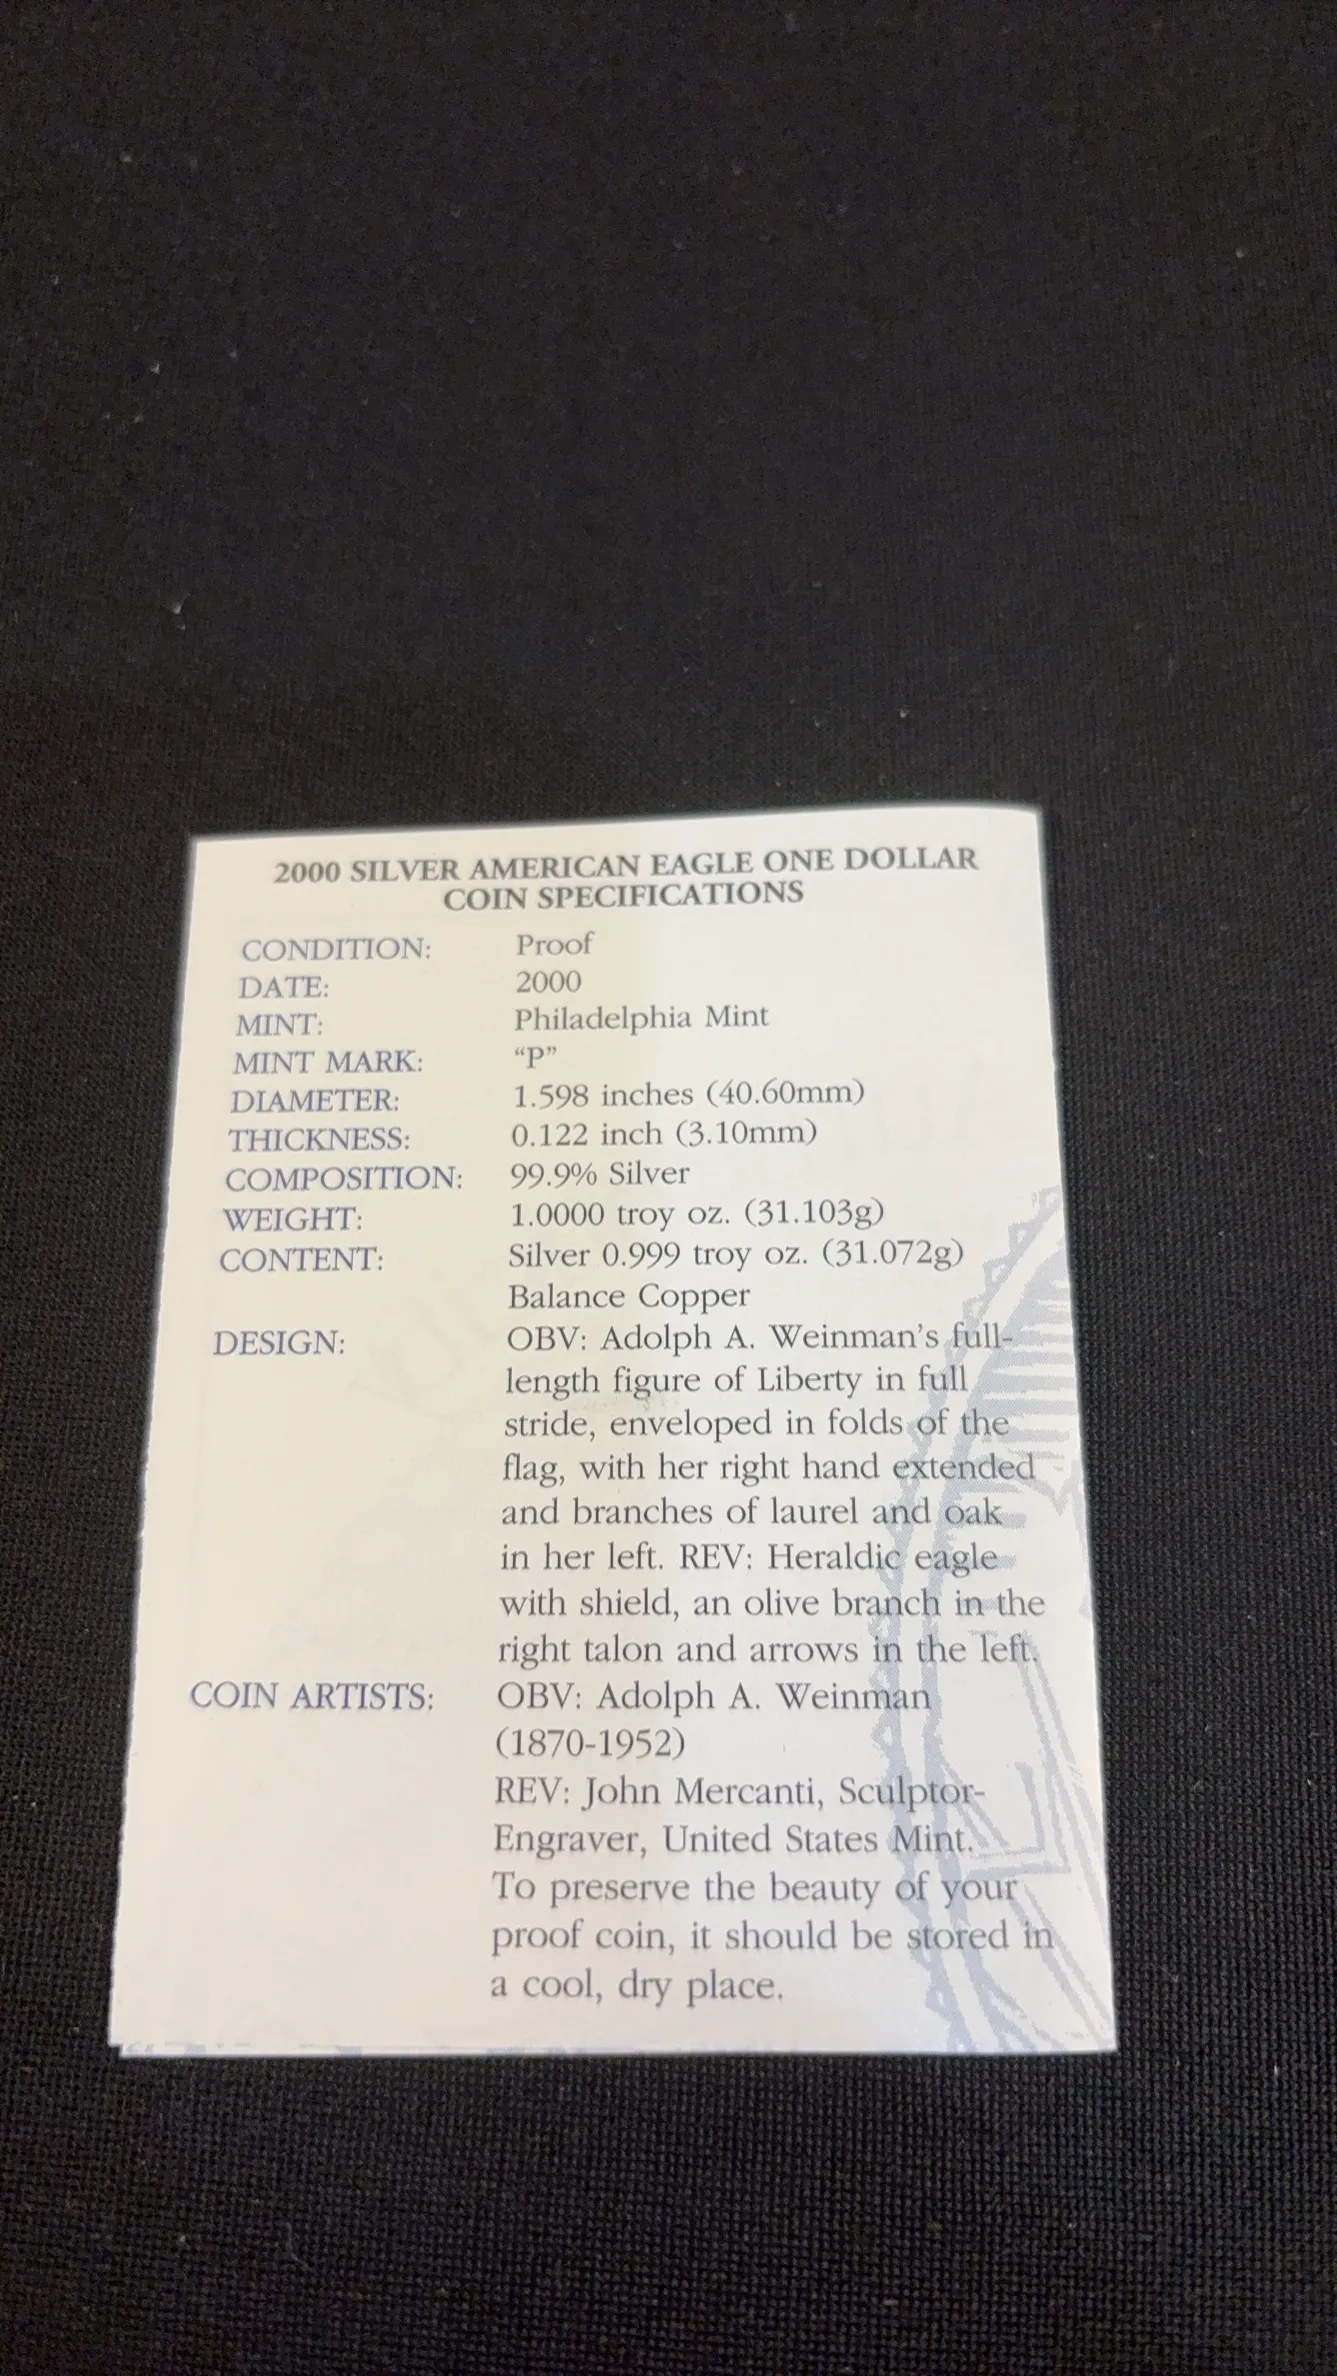 2000 SILVER AMERICAN EAGLE ONE DOLLAR
COIN SPECIFICATIONS
CONDITION: Proof
DATE: 2000
MINT: Philadelphia Mint
MINT MARK: “P”
DIAMETER: 1.598 inches (40.60mm)
THICKNESS: 0.122 inch (3.10mm)
COMPOSITION: 99.9% Silver
WEIGHT: 1.0000 troy oz. (31.103g)
CONTENT: Silver 0.999 troy oz. (31.072g)
Balance Copper
DESIGN: OBV: Adolph A. Weinman’s full-
length figure of Liberty in full
stride, enveloped in folds of the
flag, with her right hand extended
and branches of laurel and oak
in her left. REV: Heraldic eagle
with shield, an olive branch in the
right talon and arrows in the left.
COIN ARTISTS: OBV: Adolph A. Weinman
(1870-1952)
REV: John Mercanti, Sculptor-
Engraver, United States Mint.
To preserve the beauty of your
proof coin, it should be stored in
a cool, dry place.